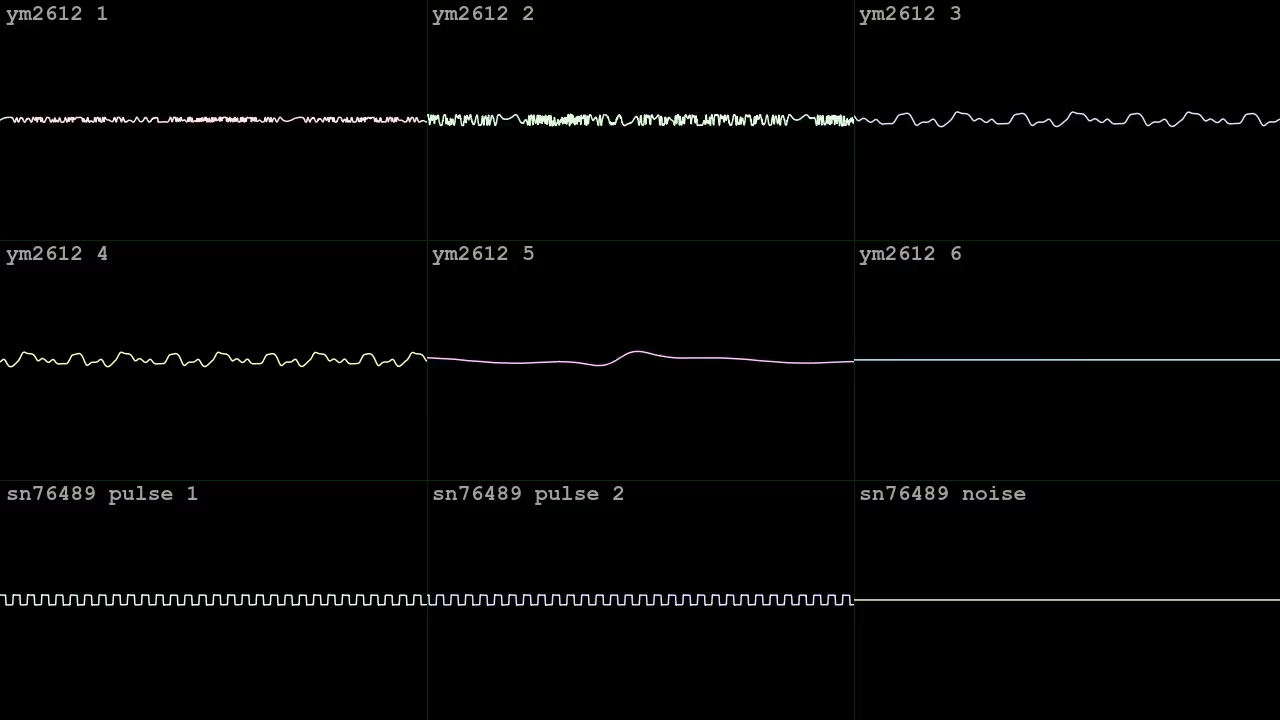 ym2612 1
ym2612 2
ym2612 3
ym2612 4
ym2612 5
ym2612 6
sn76489 pulse 1
sn76489 pulse 2
sn76489 noise